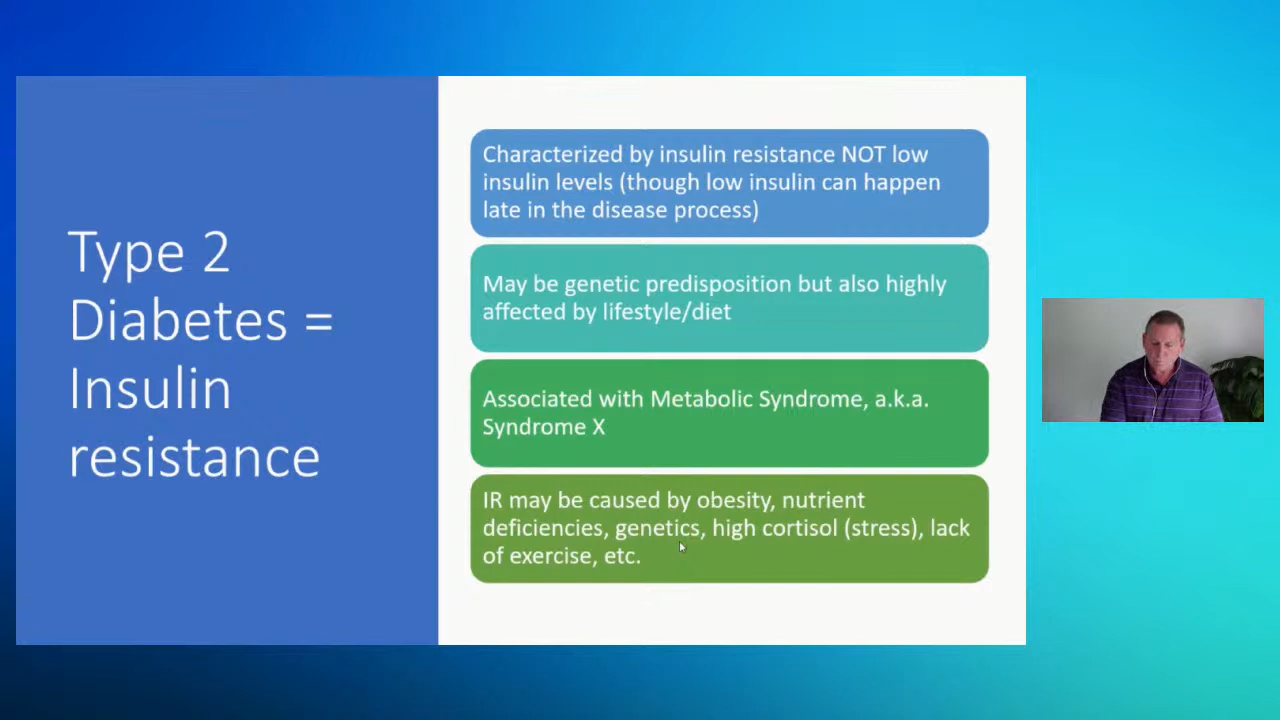 Type 2
Diabetes =
Insulin
resistance
Characterized by insulin resistance NOT low
insulin levels (though low insulin can happen
late in the disease process)
May be genetic predisposition but also highly
affected by lifestyle/diet
Associated with Metabolic Syndrome, a.k.a.
Syndrome X
IR may be caused by obesity, nutrient
deficiencies, genetics, high cortisol (stress), lack
of exercise, etc.